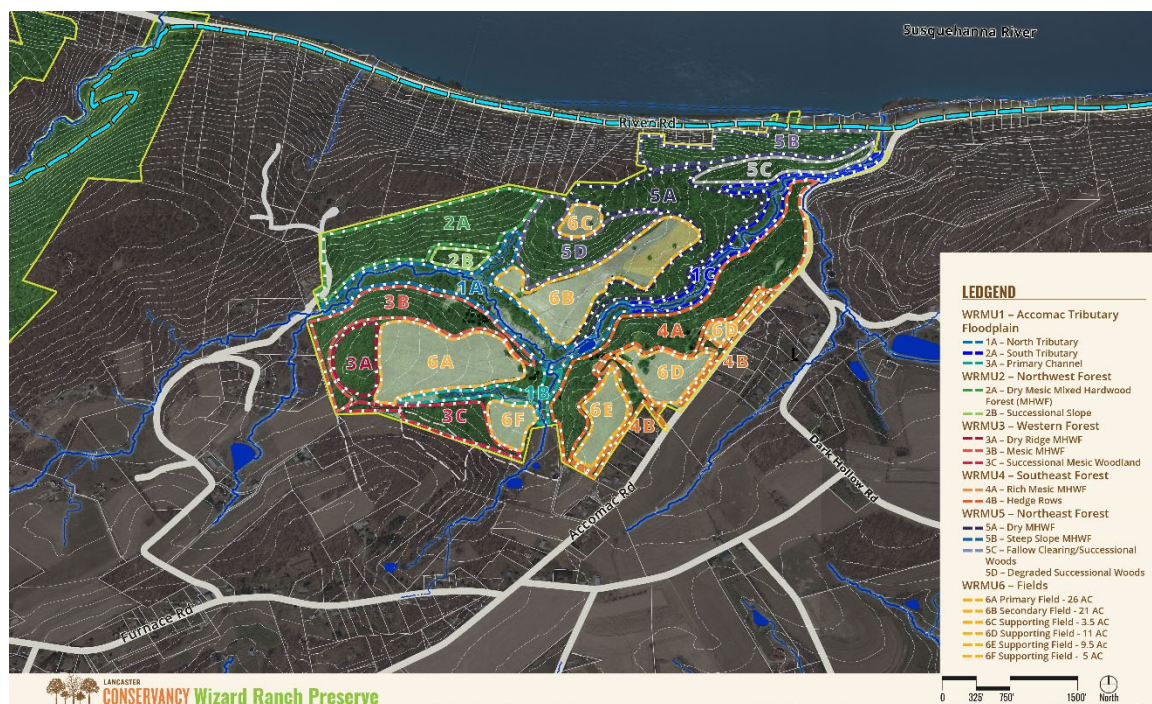 Susquehanna River
River Rd
5B
5C
5A
2A
6C
5D
2B
1A
1C
6B
3B
4A
6D
3A
6A
4B
6D
1B
6E
3C
6F
4B
Dark Hollow Rd
Accomac Rd
Furnace Rd
LEDGEND
WRMU1 – Accomac Tributary
Floodplain
1A – North Tributary
2A – South Tributary
3A – Primary Channel
WRMU2 – Northwest Forest
2A – Dry Mesic Mixed Hardwood
Forest (MHWF)
2B – Successional Slope
WRMU3 – Western Forest
3A – Dry Ridge MHWF
3B – Mesic MHWF
3C – Successional Mesic Woodland
WRMU4 – Southeast Forest
4A – Rich Mesic MHWF
4B – Hedge Rows
WRMU5 – Northeast Forest
5A – Dry MHWF
5B – Steep Slope MHWF
5C – Fallow Clearing/Successional
Woods
5D – Degraded Successional Woods
WRMU6 – Fields
6A Primary Field - 26 AC
6B Secondary Field - 21 AC
6C Supporting Field - 3.5 AC
6D Supporting Field - 11 AC
6E Supporting Field - 9.5 Ac
6F Supporting Field - 5 AC
0 325' 750' 1500'
North
LANCASTER
CONSERVANCY Wizard Ranch Preserve